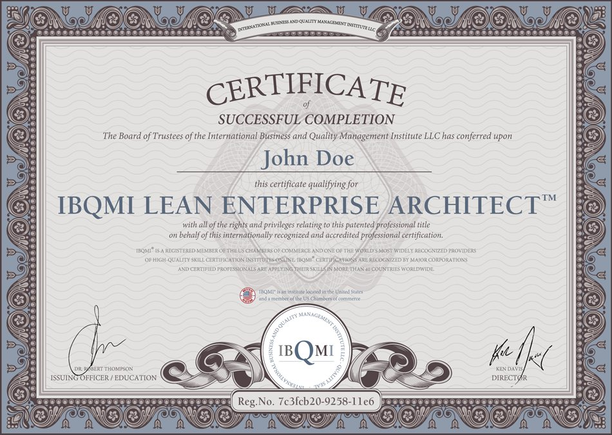 INTERNATIONAL BUSINESS AND QUALITY MANAGEMENT INSTITUTE LLC
CERTIFICATE
of
SUCCESSFUL COMPLETION
The Board of Trustees of the International Business and Quality Management Institute LLC has conferred upon
John Doe
this certificate qualifying for
IBQMI LEAN ENTERPRISE ARCHITECT™
with all of the rights and privileges relating to this patented professional title
on behalf of this internationally recognized and accredited professional certification.
IBQMI® IS A REGISTERED MEMBER OF THE US CHAMBERS OF COMMERCE AND ONE OF THE WORLD'S MOST WIDELY RECOGNIZED PROVIDERS
OF HIGH-QUALITY SKILL CERTIFICATION INSTITUTIONS. IBQMI® CERTIFICATIONS ARE RECOGNIZED BY MAJOR CORPORATIONS
AND CERTIFIED PROFESSIONALS ARE APPLYING THEIR SKILLS IN MORE THAN 40 COUNTRIES WORLDWIDE.
IBQMI® is an institute located in the United States
and a member of the US Chambers of commerce
DR. ROBERT THOMPSON
ISSUING OFFICER / EDUCATION
INTERNATIONAL BUSINESS AND QUALITY MANAGEMENT INSTITUTE LLC
IBQMI
KEN DAVIS
DIRECTOR
Reg.No. 7c3fcb20-9258-11e6